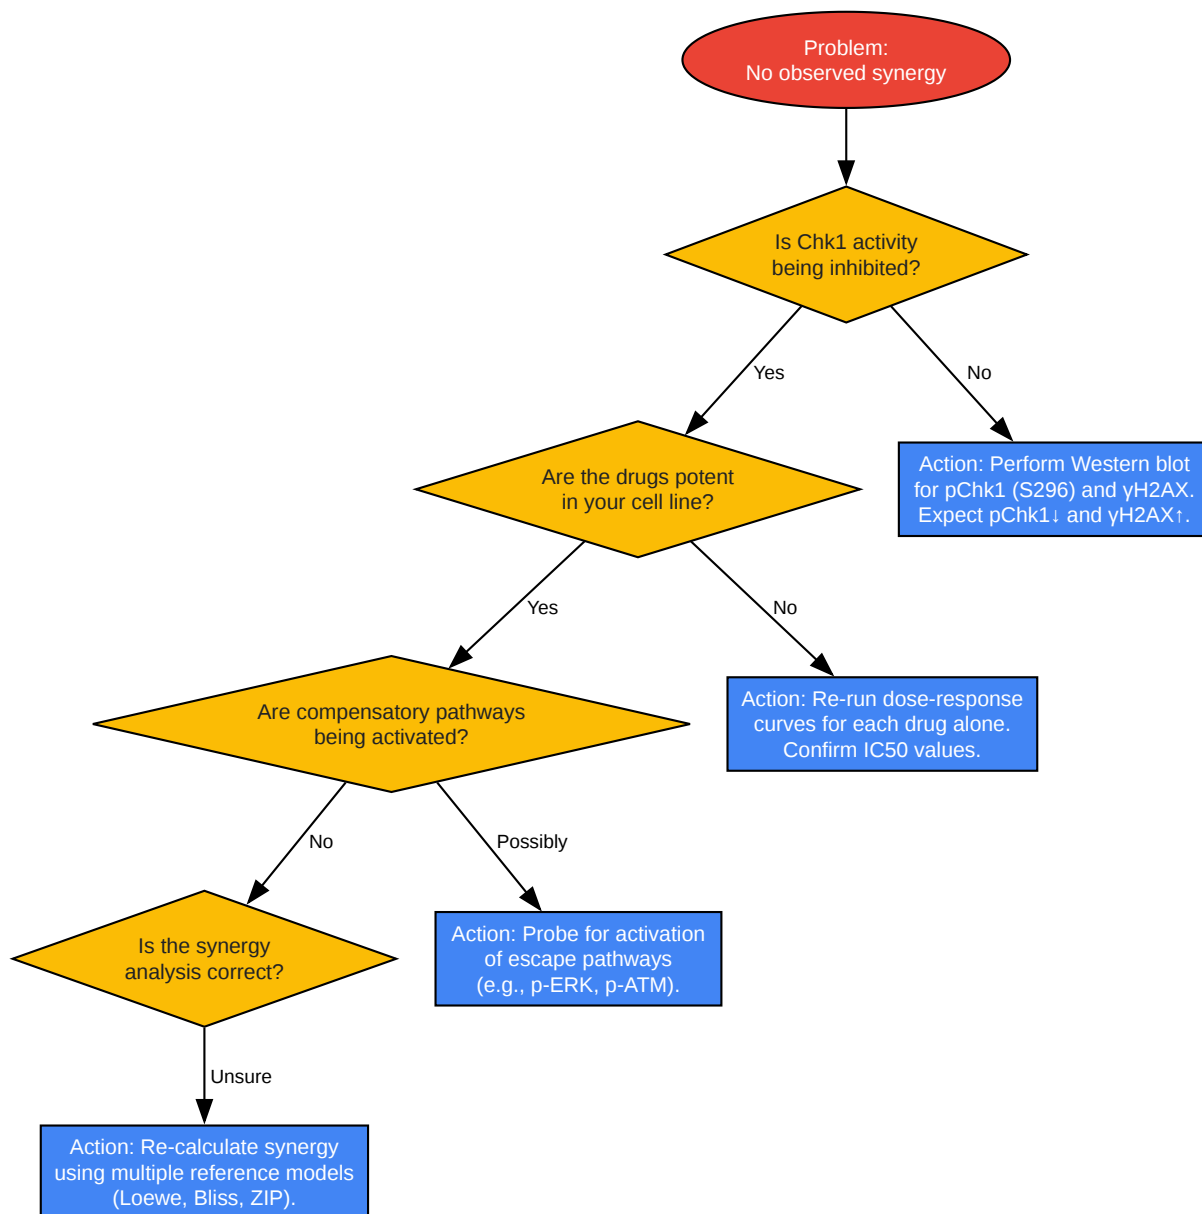 Problem:
No observed synergy
Is Chk1 activity
being inhibited?
Yes
No
Are the drugs potent
in your cell line?
Action: Perform Western blot
for pChk1 (S296) and γH2AX.
Expect pChk1↓ and γH2AX↑.
Yes
No
Are compensatory pathways
being activated?
Action: Re-run dose-response
curves for each drug alone.
Confirm IC50 values.
No
Possibly
Is the synergy
analysis correct?
Action: Probe for activation
of escape pathways
(e.g., p-ERK, p-ATM).
Unsure
Action: Re-calculate synergy
using multiple reference models
(Loewe, Bliss, ZIP).